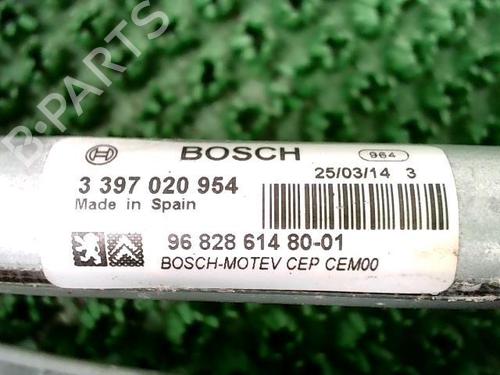 B-PARTS
BOSCH 964
3 397 020 954 25/03/14 3
Made in Spain
96 828 614 80-01
BOSCH-MOTEV CEP CEM00